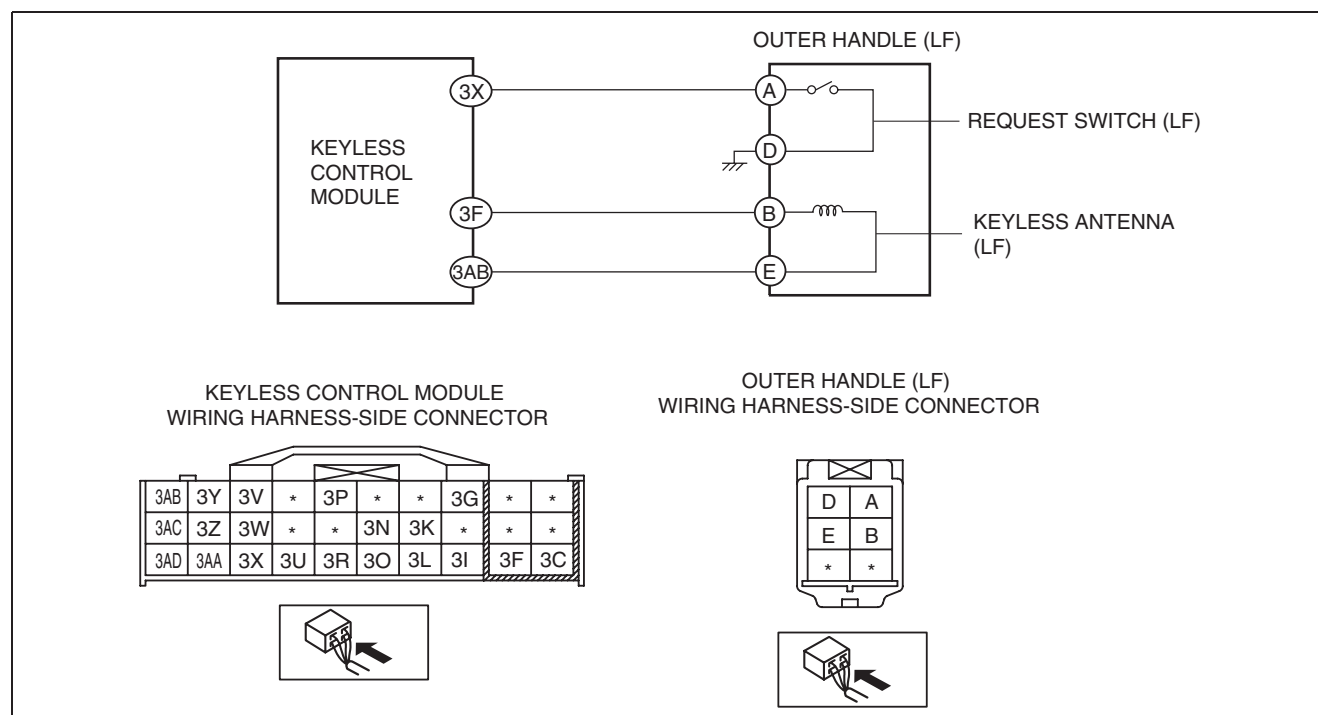 OUTER HANDLE (LF)
3X
A
REQUEST SWITCH (LF)
KEYLESS
CONTROL
MODULE
D
3F
B
KEYLESS ANTENNA
(LF)
3AB
E
KEYLESS CONTROL MODULE
WIRING HARNESS-SIDE CONNECTOR
3AB 3Y 3V * 3P * * 3G * *
3AC 3Z 3W * * 3N 3K * * *
3AD 3AA 3X 3U 3R 3O 3L 3I 3F 3C
OUTER HANDLE (LF)
WIRING HARNESS-SIDE CONNECTOR
D A
E B
* *